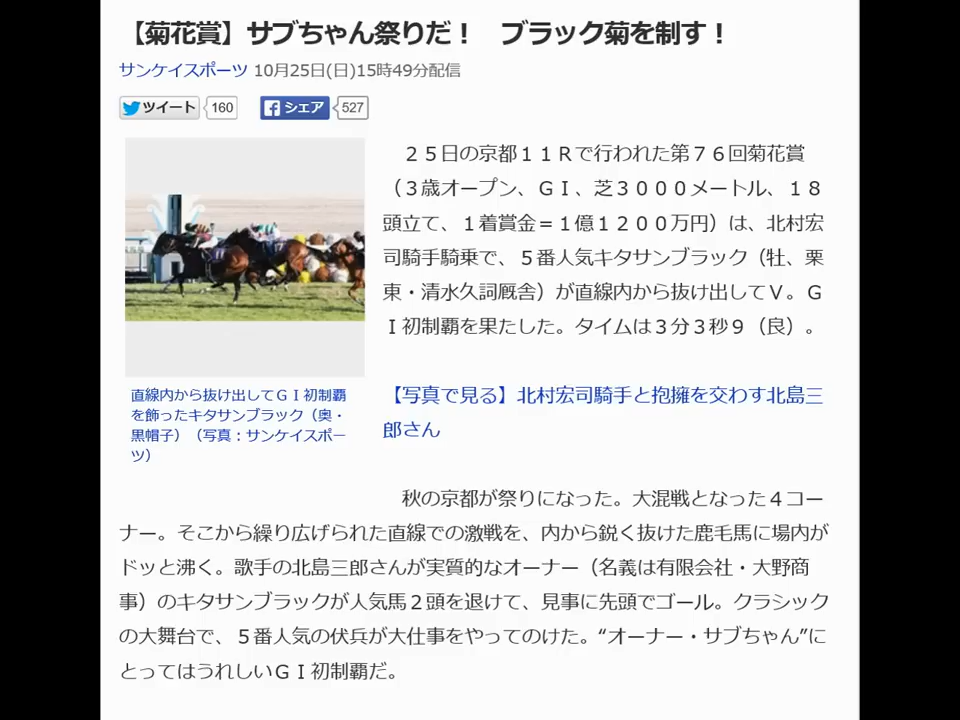 【菊花賞】サブちゃん祭りだ！　ブラック菊を制す！
サンケイスポーツ 10月25日(日)15時49分配信
ツイート 160 シェア 527
２５日の京都１１Ｒで行われた第７６回菊花賞
（３歳オープン、ＧＩ、芝３０００メートル、１８
頭立て、１着賞金＝１億１２００万円）は、北村宏
司騎手騎乗で、５番人気キタサンブラック（牡、栗
東・清水久詞厩舎）が直線内から抜け出してＶ。Ｇ
Ｉ初制覇を果たした。タイムは３分３秒９（良）。
直線内から抜け出してＧＩ初制覇
を飾ったキタサンブラック（奥・
黒帽子）（写真：サンケイスポー
ツ）
【写真で見る】北村宏司騎手と抱擁を交わす北島三
郎さん
秋の京都が祭りになった。大混戦となった４コー
ナー。そこから繰り広げられた直線での激戦を、内から鋭く抜けた鹿毛馬に場内が
ドッと沸く。歌手の北島三郎さんが実質的なオーナー（名義は有限会社・大野商
事）のキタサンブラックが人気馬２頭を退けて、見事に先頭でゴール。クラシック
の大舞台で、５番人気の伏兵が大仕事をやってのけた。“オーナー・サブちゃん”に
とってはうれしいＧＩ初制覇だ。